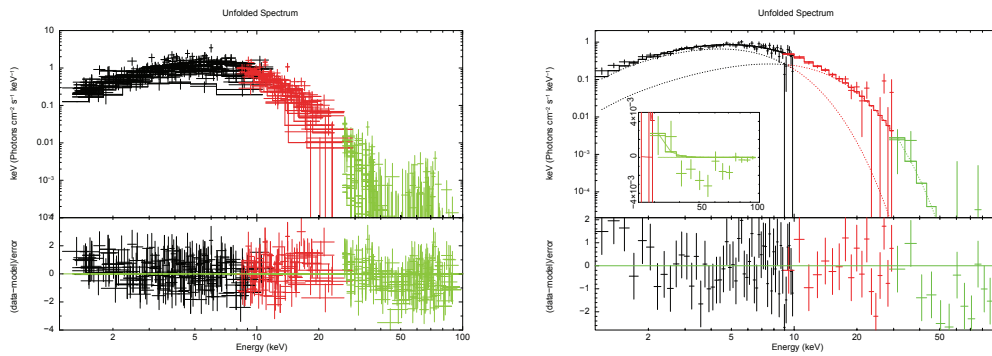 Unfolded Spectrum
keV (Photons cm⁻² s⁻¹ keV⁻¹)
10
1
0.1
0.01
10⁻³
10⁻⁴
(data−model)/error
2
0
−2
−4
2 5 10 20 50 100
Energy (keV)
Unfolded Spectrum
keV (Photons cm⁻² s⁻¹ keV⁻¹)
1
0.1
0.01
10⁻³
10⁻⁴
4×10⁻³
0
−4×10⁻³
50 100
(data−model)/error
2
1
0
−1
−2
2 5 10 20 50
Energy (keV)